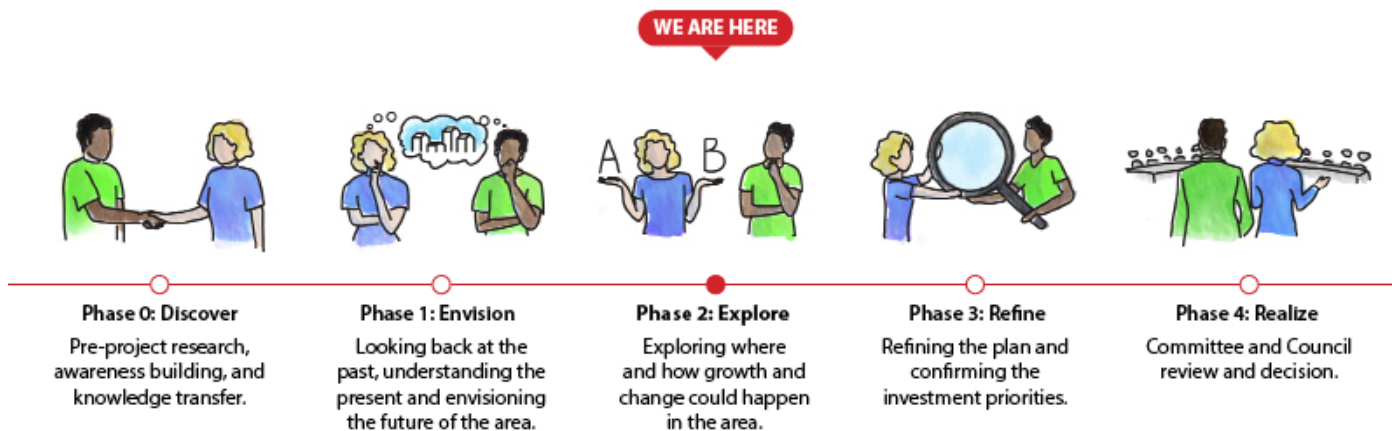 WE ARE HERE
A
B
Phase 0: Discover
Pre-project research,
awareness building, and
knowledge transfer.
Phase 1: Envision
Looking back at the
past, understanding the
present and envisioning
the future of the area.
Phase 2: Explore
Exploring where
and how growth and
change could happen
in the area.
Phase 3: Refine
Refining the plan and
confirming the
investment priorities.
Phase 4: Realize
Committee and Council
review and decision.